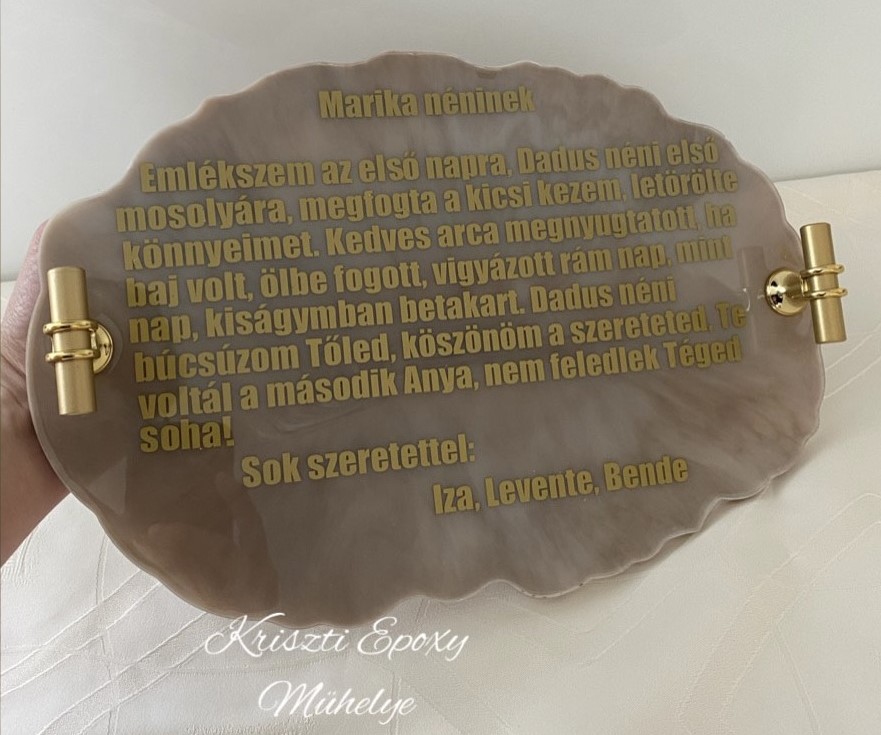 Marika néninek
Emlékszem az első napra, Dadus néni első
mosolyára, megfogta a kicsi kezem, letörölte
könnyeimet. Kedves arca megnyugtatott, ha
baj volt, ölbe fogott, vigyázott rám nap, mint
nap, kiságymban betakart. Dadus néni
búcsúzom Tőled, köszönöm a szereteted, Te
voltál a második Anya, nem feledlek Téged
soha!
Sok szeretettel:
Iza, Levente, Bende
Kriszti Epoxy
Műhelye